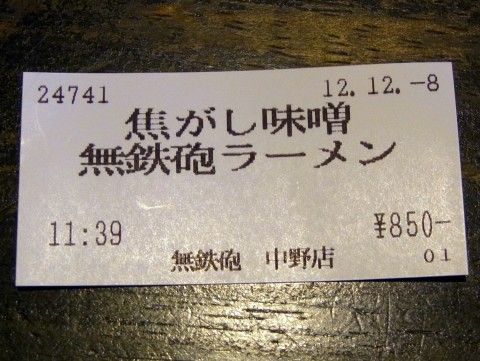 24741 12.12.-8
焦がし味噌
無鉄砲ラーメン
11:39 ¥850-
無鉄砲 中野店 01